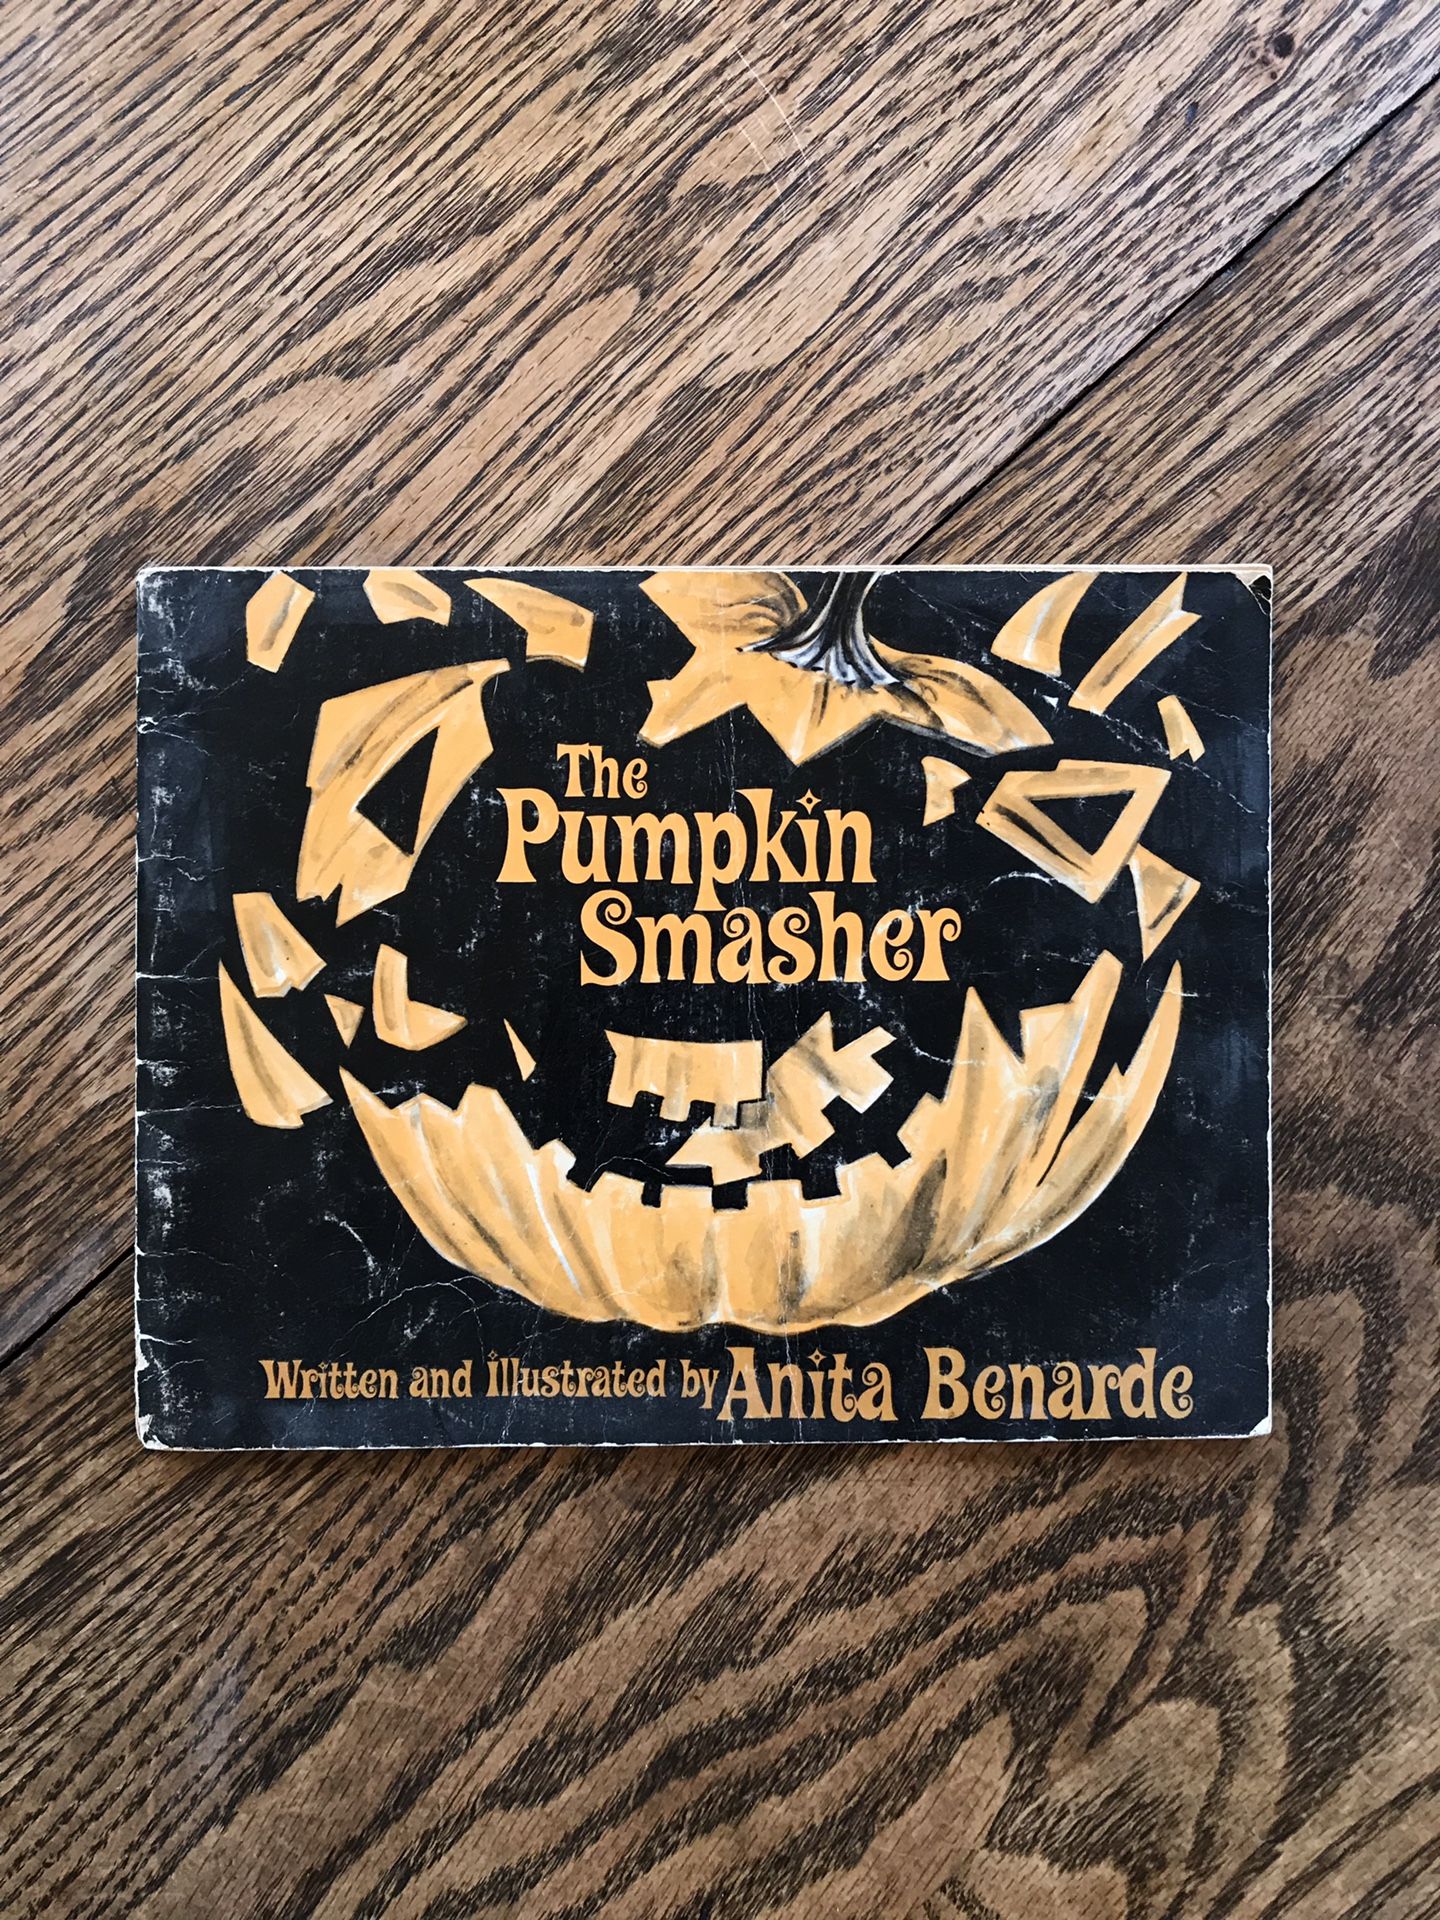 The
Pumpkin
Smasher
Written and Illustrated by Anita Benarde